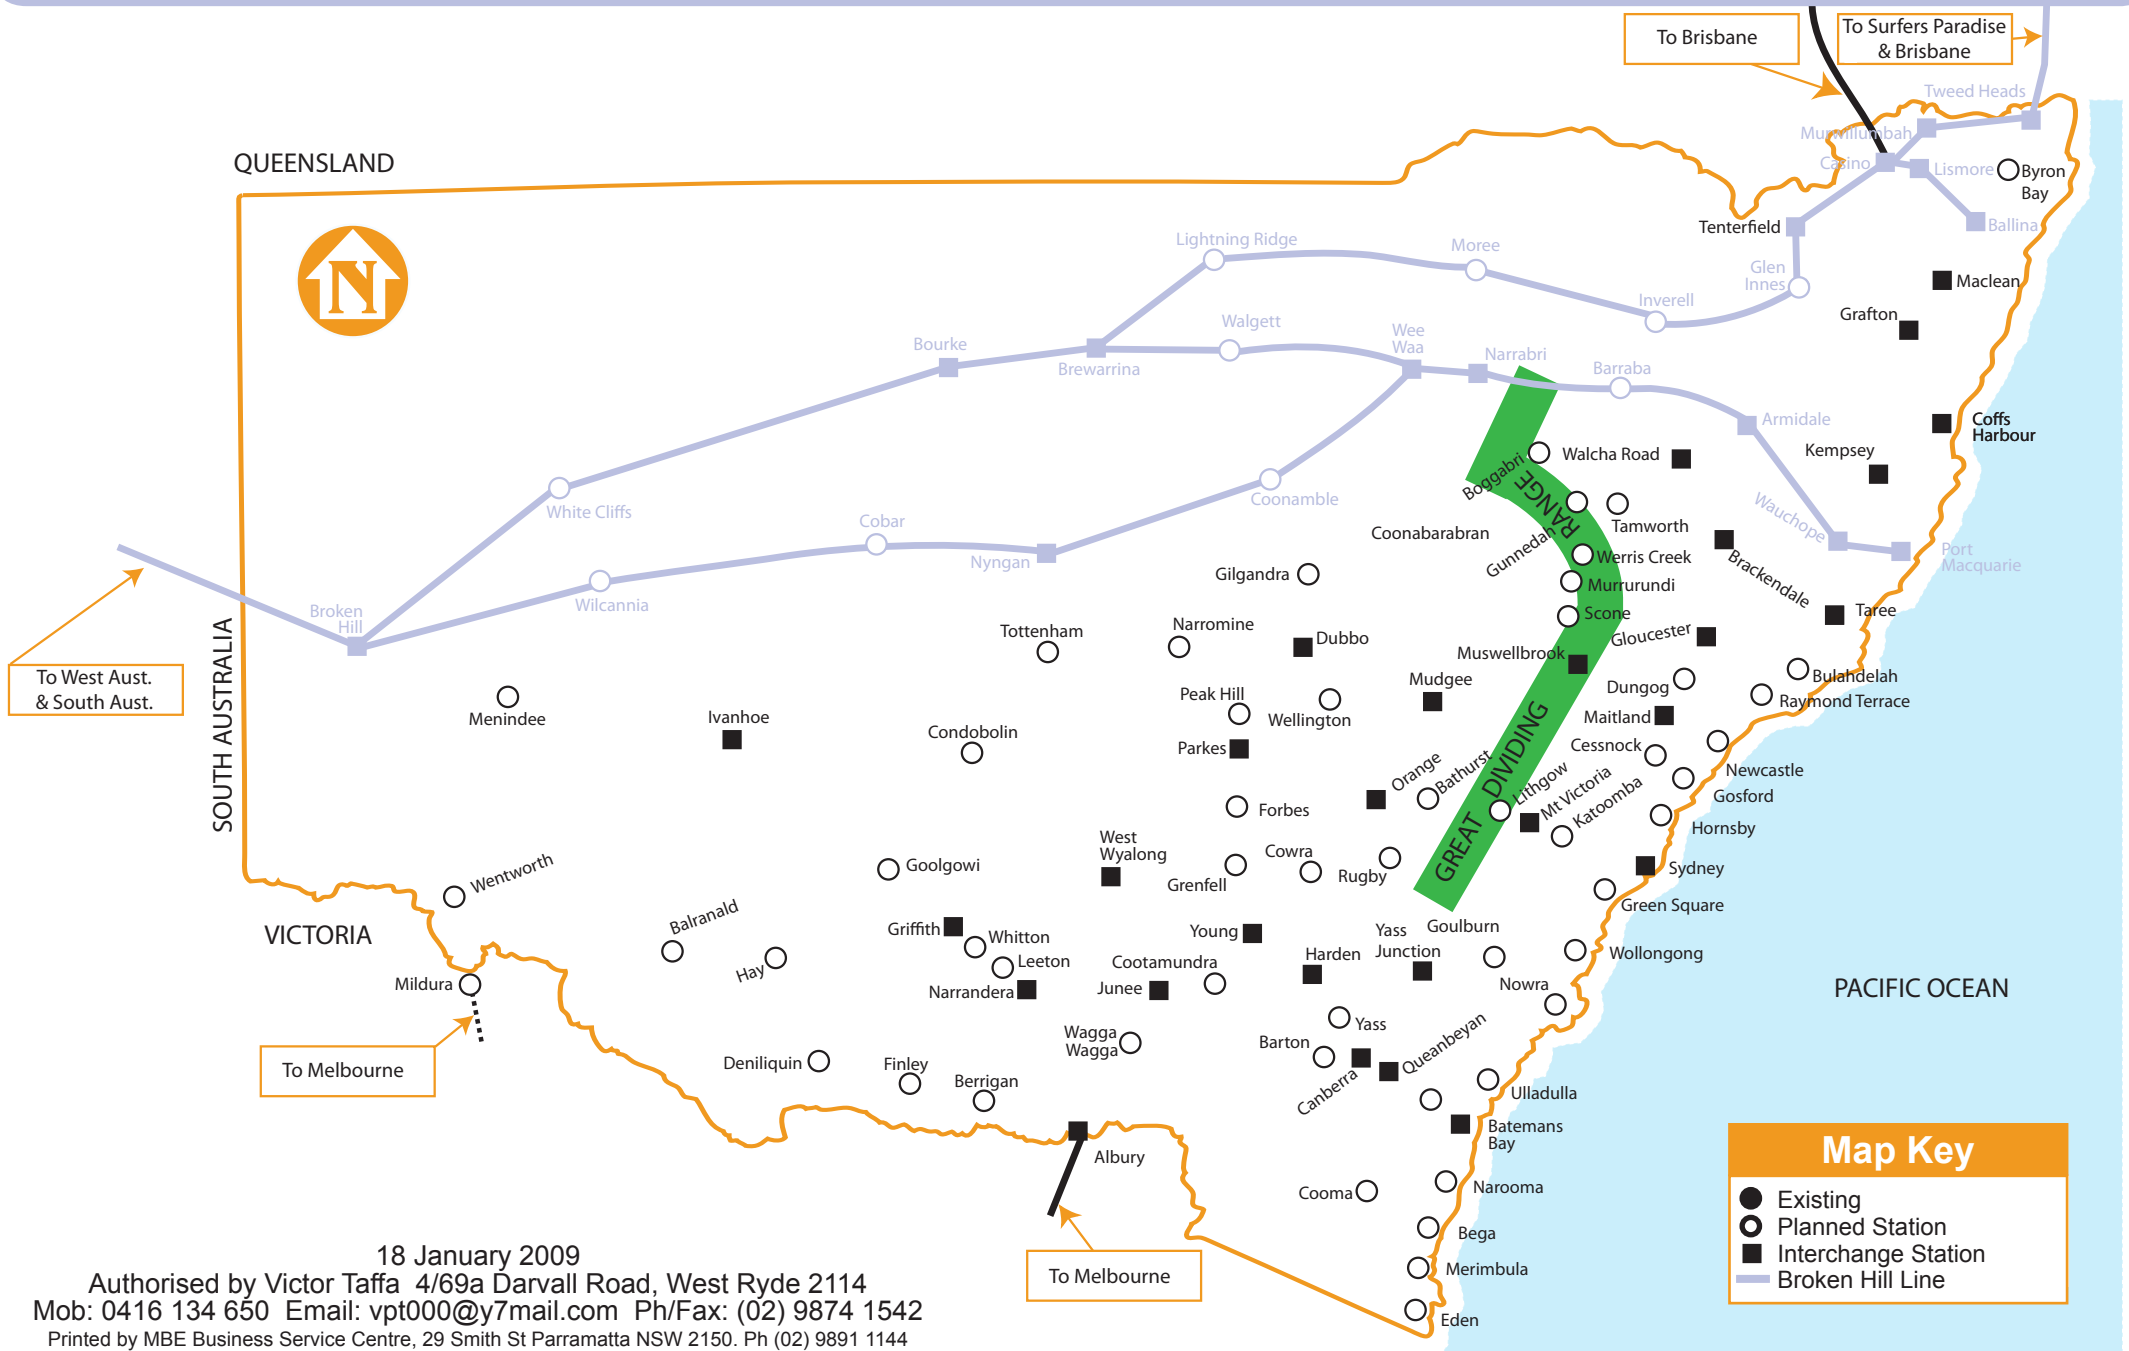 To Brisbane
To Surfers Paradise
& Brisbane
Tweed Heads
Murwillumbah
Casino
Lismore
Byron
Bay
Ballina
QUEENSLAND
N
Tenterfield
Lightning Ridge
Moree
Glen
Innes
Maclean
Inverell
Grafton
Bourke
Brewarrina
Walgett
Wee
Waa
Narrabri
Barraba
Armidale
Coffs
Harbour
Kempsey
Walcha Road
Boggabri
RANGE
White Cliffs
Cobar
Coonamble
Nyngan
Coonabarabran
Gunnedah
Tamworth
Wauchope
Port
Macquarie
Werris Creek
Brackendale
Gilgandra
Murrurundi
Wilcannia
Broken
Hill
Scone
Taree
Tottenham
Narromine
Dubbo
Gloucester
Muswellbrook
To West Aust.
& South Aust.
SOUTH AUSTRALIA
Menindee
Ivanhoe
Condobolin
Peak Hill
Wellington
Mudgee
Dungog
Bulahdelah
Raymond Terrace
Maitland
Parkes
Cessnock
Newcastle
GREAT DIVIDING
Orange
Bathurst
Lithgow
Mt Victoria
Katoomba
Gosford
Forbes
Hornsby
West
Wyalong
Goolgowi
Grenfell
Cowra
Rugby
Sydney
Wentworth
Green Square
VICTORIA
Balranald
Hay
Griffith
Whitton
Leeton
Narrandera
Young
Cootamundra
Junee
Harden
Yass
Junction
Goulburn
Wollongong
Mildura
Nowra
PACIFIC OCEAN
To Melbourne
Wagga
Wagga
Yass
Barton
Canberra
Queanbeyan
Deniliquin
Finley
Berrigan
Ulladulla
Batemans
Bay
Albury
Cooma
Narooma
Bega
To Melbourne
Merimbula
Eden
Map Key
Existing
Planned Station
Interchange Station
Broken Hill Line
18 January 2009
Authorised by Victor Taffa 4/69a Darvall Road, West Ryde 2114
Mob: 0416 134 650 Email: vpt000@y7mail.com Ph/Fax: (02) 9874 1542
Printed by MBE Business Service Centre, 29 Smith St Parramatta NSW 2150. Ph (02) 9891 1144